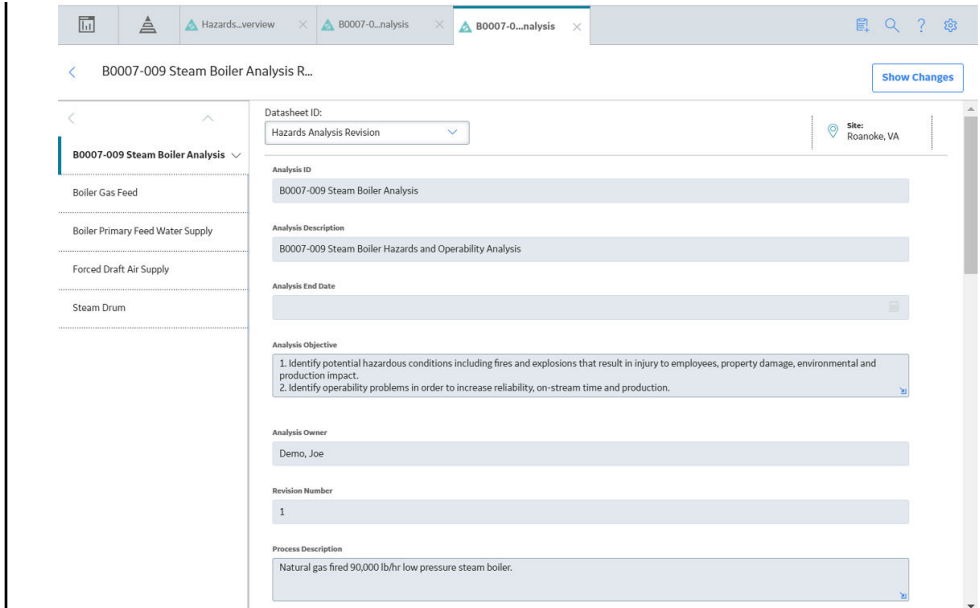 Hazards...verview
B0007-0...nalysis
B0007-0...nalysis
B0007-009 Steam Boiler Analysis R...
Show Changes
B0007-009 Steam Boiler Analysis
Boiler Gas Feed
Boiler Primary Feed Water Supply
Forced Draft Air Supply
Steam Drum
Datasheet ID:
Hazards Analysis Revision
Site:
Roanoke, VA
Analysis ID
B0007-009 Steam Boiler Analysis
Analysis Description
B0007-009 Steam Boiler Hazards and Operability Analysis
Analysis End Date
Analysis Objective
1. Identify potential hazardous conditions including fires and explosions that result in injury to employees, property damage, environmental and
production impact.
2. Identify operability problems in order to increase reliability, on-stream time and production.
Analysis Owner
Demo, Joe
Revision Number
1
Process Description
Natural gas fired 90,000 lb/hr low pressure steam boiler.